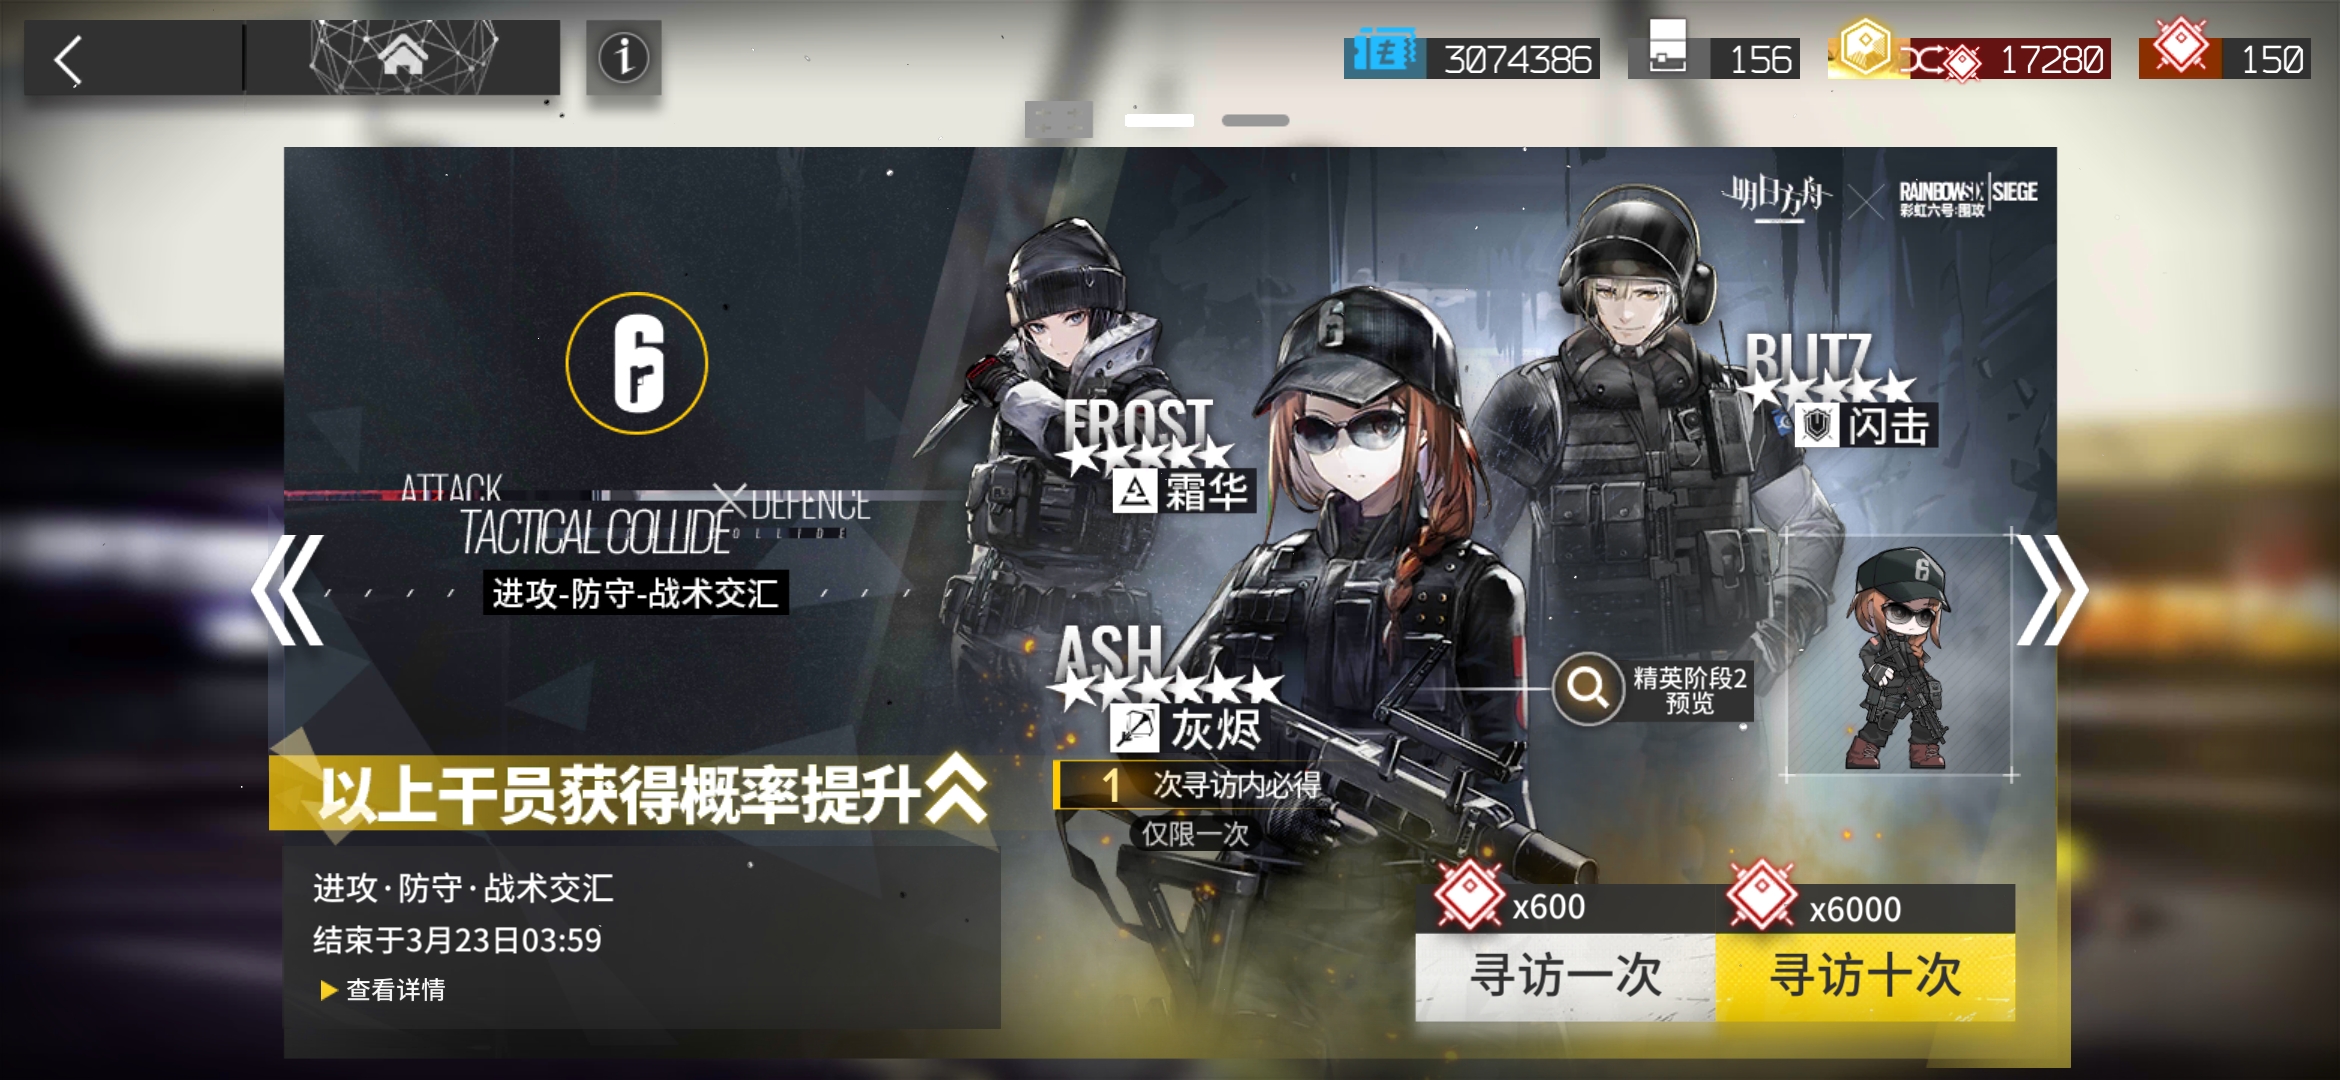 3074386
156
17280
150
明日方舟
RAINBOW SIX | SIEGE
彩虹六号:围攻
6
6
BLITZ
闪击
FROST
霜华
ATTACK
DEFENCE
TACTICAL COLLIDE
进攻-防守-战术交汇
6
ASH
灰烬
精英阶段2
预览
以上干员获得概率提升
1 次寻访内必得
仅限一次
进攻·防守·战术交汇
结束于3月23日03:59
查看详情
x600
x6000
寻访一次
寻访十次